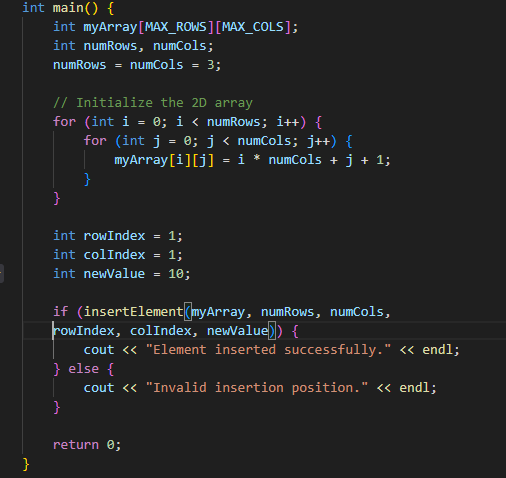 int main() {
    int myArray[MAX_ROWS][MAX_COLS];
    int numRows, numCols;
    numRows = numCols = 3;

    // Initialize the 2D array
    for (int i = 0; i < numRows; i++) {
        for (int j = 0; j < numCols; j++) {
            myArray[i][j] = i * numCols + j + 1;
        }
    }

    int rowIndex = 1;
    int colIndex = 1;
    int newValue = 10;

    if (insertElement(myArray, numRows, numCols,
    rowIndex, colIndex, newValue)) {
        cout << "Element inserted successfully." << endl;
    } else {
        cout << "Invalid insertion position." << endl;
    }

    return 0;
}